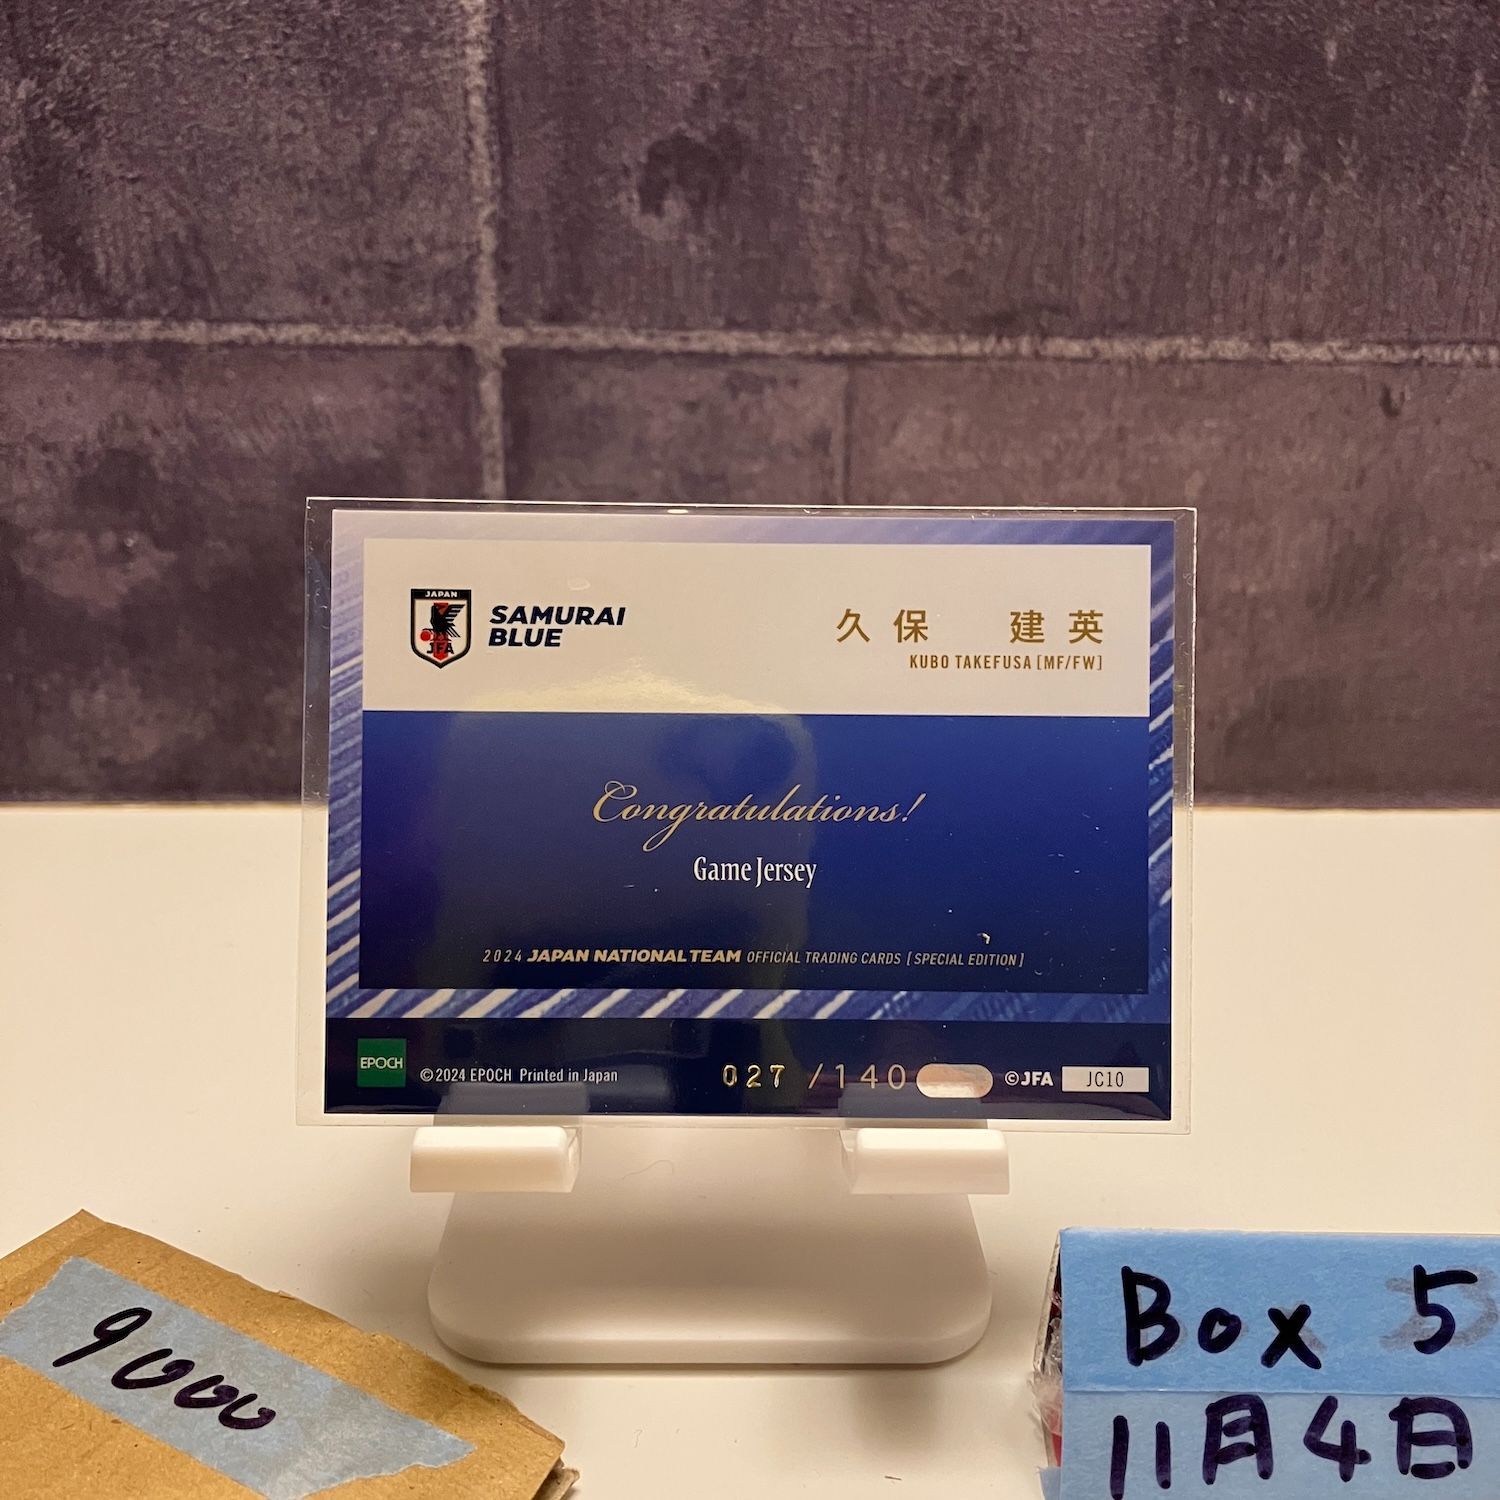 JAPAN
JFA
SAMURAI
BLUE
久保 建英
KUBO TAKEFUSA [MF/FW]
Congratulations!
Game Jersey
2024 JAPAN NATIONAL TEAM OFFICIAL TRADING CARDS [SPECIAL EDITION]
EPOCH
©2024 EPOCH Printed in Japan
027 /140
©JFA
JC10
9000
Box 5
11月4日